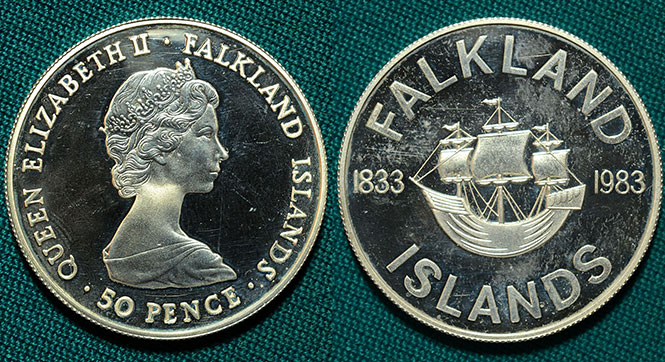 QUEEN ELIZABETH II · FALKLAND ISLANDS ·
50 PENCE ·
FALKLAND
1833 1983
ISLANDS